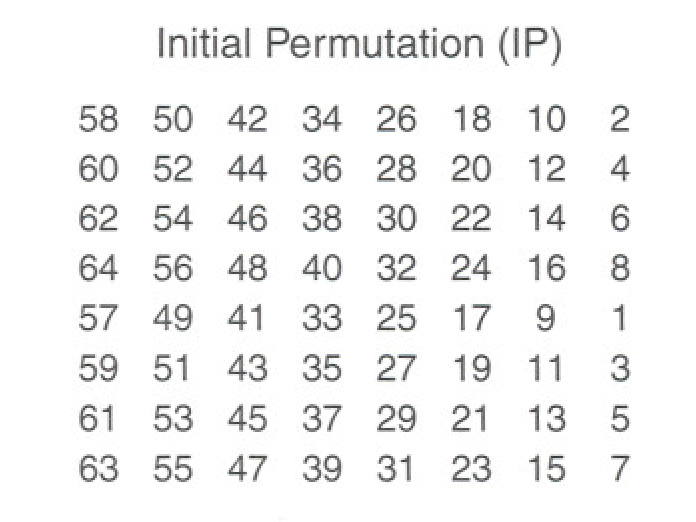 Initial Permutation (IP)
58 50 42 34 26 18 10 2
60 52 44 36 28 20 12 4
62 54 46 38 30 22 14 6
64 56 48 40 32 24 16 8
57 49 41 33 25 17 9 1
59 51 43 35 27 19 11 3
61 53 45 37 29 21 13 5
63 55 47 39 31 23 15 7